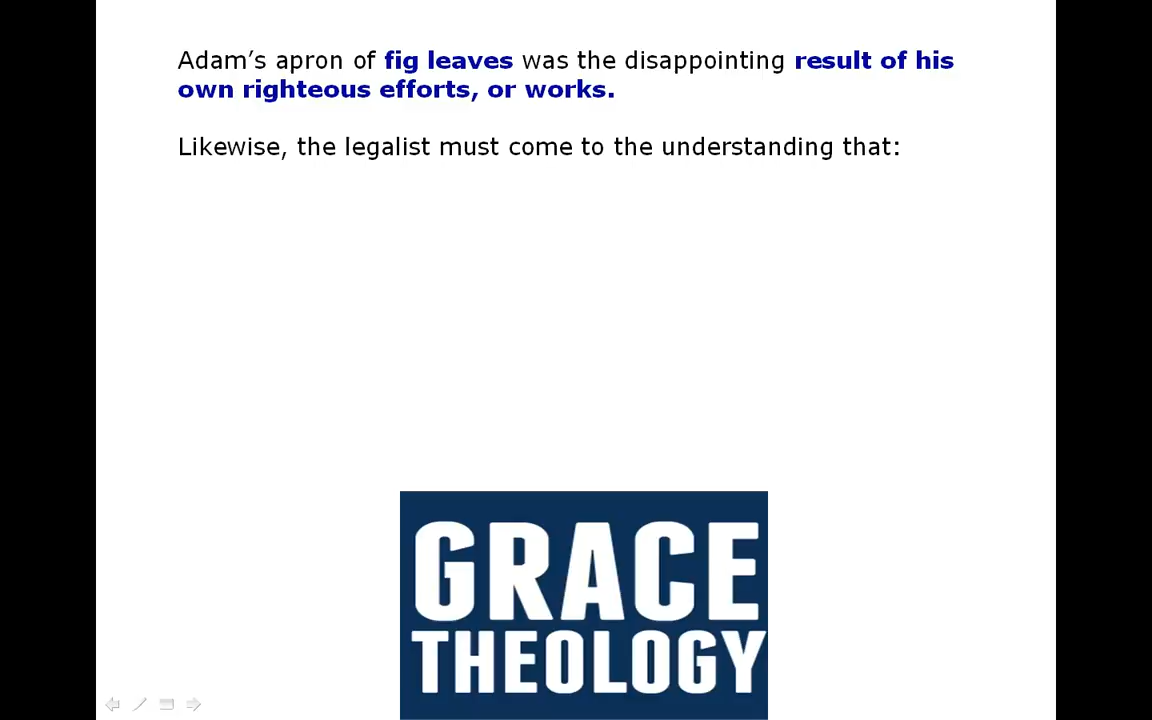 Adam’s apron of fig leaves was the disappointing result of his
own righteous efforts, or works.
Likewise, the legalist must come to the understanding that:
GRACE
THEOLOGY